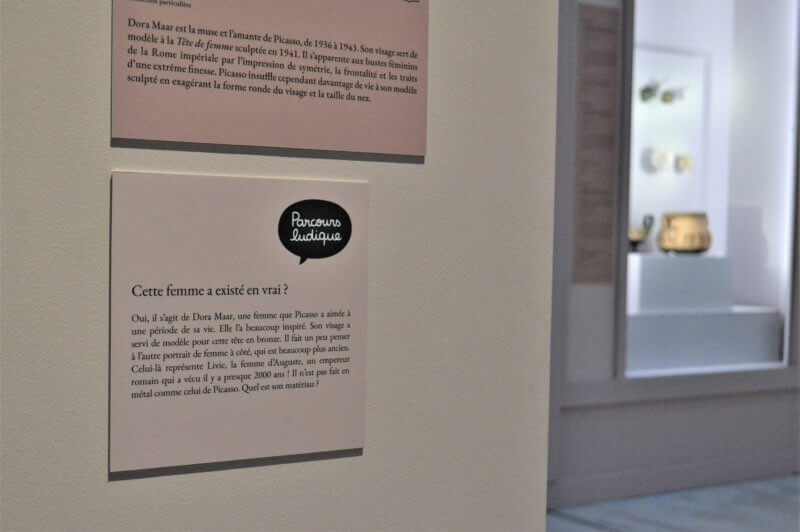 Collection particulière
Dora Maar est la muse et l'amante de Picasso, de 1936 à 1943. Son visage sert de
modèle à la Tête de femme sculptée en 1941. Il s'apparente aux bustes féminins
de la Rome impériale par l'impression de symétrie, la frontalité et les traits
d'une extrême finesse. Picasso insuffle cependant davantage de vie à son modèle
sculpté en exagérant la forme ronde du visage et la taille du nez.
Parcours
ludique
Cette femme a existé en vrai ?
Oui, il s'agit de Dora Maar, une femme que Picasso a aimée à
une période de sa vie. Elle l'a beaucoup inspiré. Son visage a
servi de modèle pour cette tête en bronze. Il fait un peu penser
à l'autre portrait de femme à côté, qui est beaucoup plus ancien.
Celui-là représente Livie, la femme d'Auguste, un empereur
romain qui a vécu il y a presque 2000 ans ! Il n'est pas fait en
métal comme celui de Picasso. Quel est son matériau ?